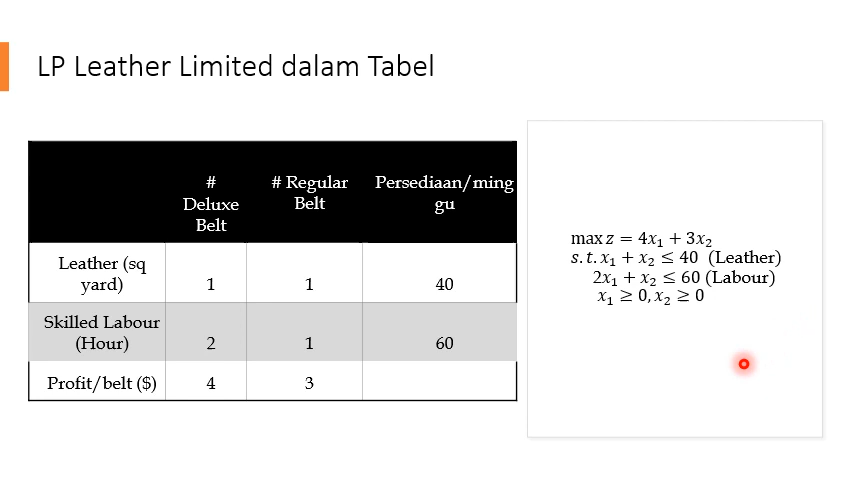 LP Leather Limited dalam Tabel
#
Deluxe
Belt
# Regular
Belt
Persediaan/ming
gu
Leather (sq
yard)
1
1
40
Skilled Labour
(Hour)
2
1
60
Profit/belt ($)
4
3
max z = 4x₁ + 3x₂
s.t. x₁ + x₂ ≤ 40 (Leather)
2x₁ + x₂ ≤ 60 (Labour)
x₁ ≥ 0, x₂ ≥ 0